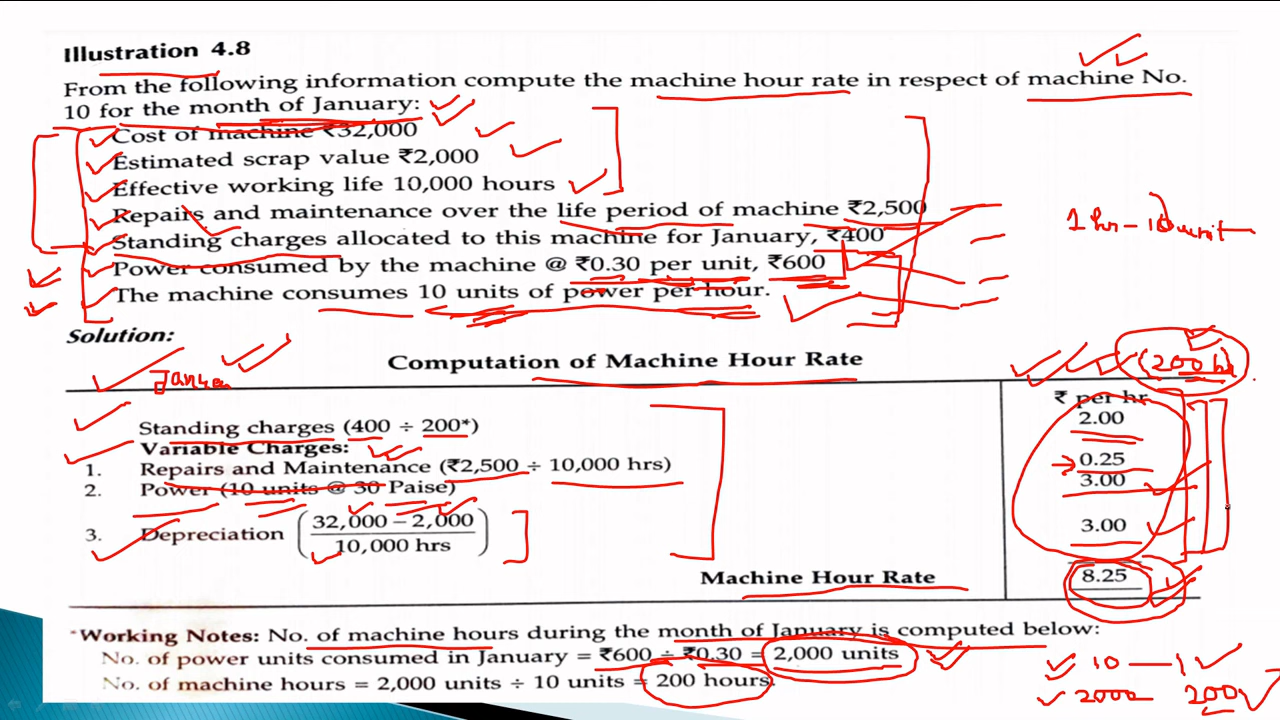 Illustration 4.8
From the following information compute the machine hour rate in respect of machine No.
10 for the month of January:
Cost of machine ₹32,000
Estimated scrap value ₹2,000
Effective working life 10,000 hours
Repairs and maintenance over the life period of machine ₹2,500
Standing charges allocated to this machine for January, ₹400
1 hr - 10 unit
Power consumed by the machine @ ₹0.30 per unit, ₹600
The machine consumes 10 units of power per hour.
Solution:
Computation of Machine Hour Rate
(200 hr)
₹ per hr
Standing charges (400 ÷ 200*) 2.00
Variable Charges:
1. Repairs and Maintenance (₹2,500 ÷ 10,000 hrs) 0.25
2. Power (10 units @ 30 Paise) 3.00
3. Depreciation (32,000 – 2,000 / 10,000 hrs) 3.00
Machine Hour Rate 8.25
*Working Notes: No. of machine hours during the month of January is computed below:
No. of power units consumed in January = ₹600 ÷ ₹0.30 = 2,000 units
10 — 1
No. of machine hours = 2,000 units ÷ 10 units = 200 hours.
2000 200